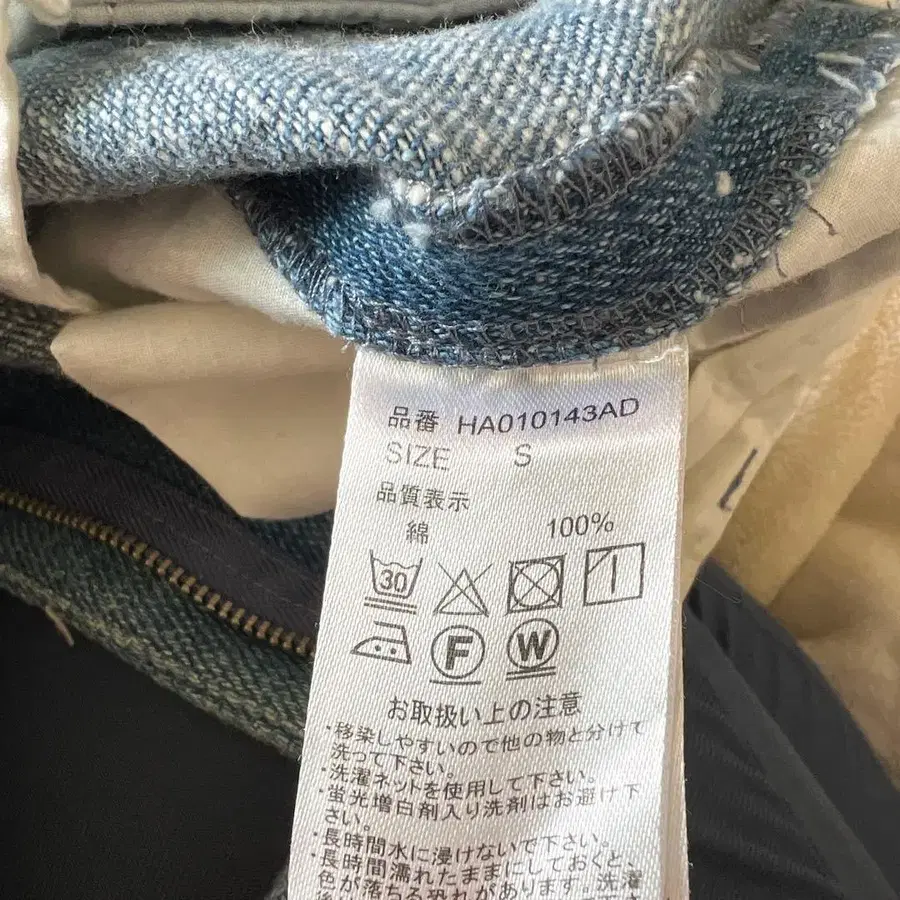 品番 HA010143AD
SIZE S
品質表示
綿 100%
30
F W
お取扱い上の注意
・移染しやすいので他の物と分けて
洗って下さい。
・洗濯ネットを使用して下さい。
・蛍光増白剤入り洗剤はお避け下
さい。
・長時間水に浸けないで下さい。
・長時間濡れたままにしておくと、
色が落ちる恐れがあります。洗濯